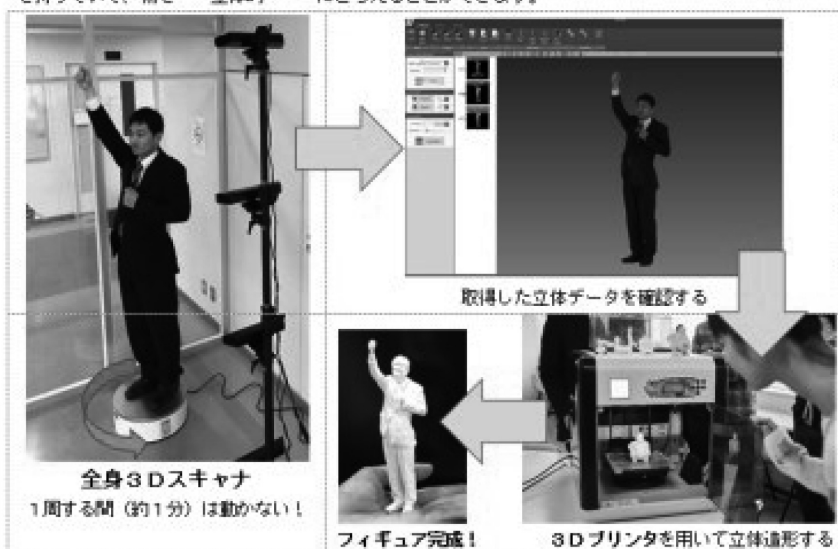 取得した立体データを確認する
全身3Dスキャナ
1周する間(約1分)は動かない!
フィギュア完成!
3Dプリンタを用いて立体造形する